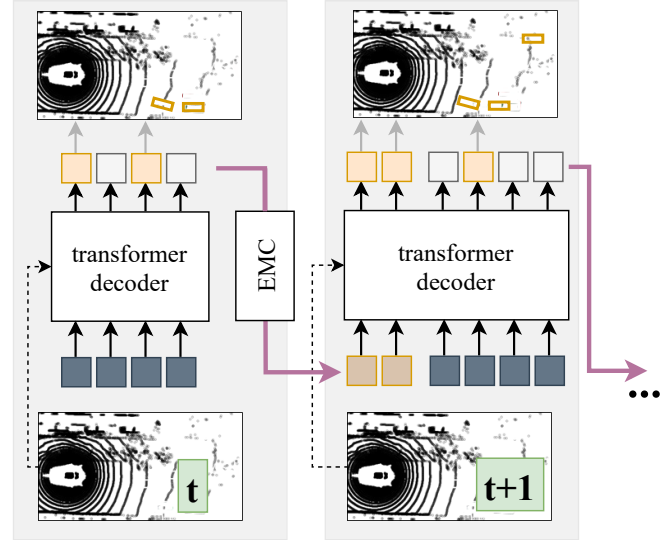 transformer
decoder
EMC
transformer
decoder
...
t
t+1